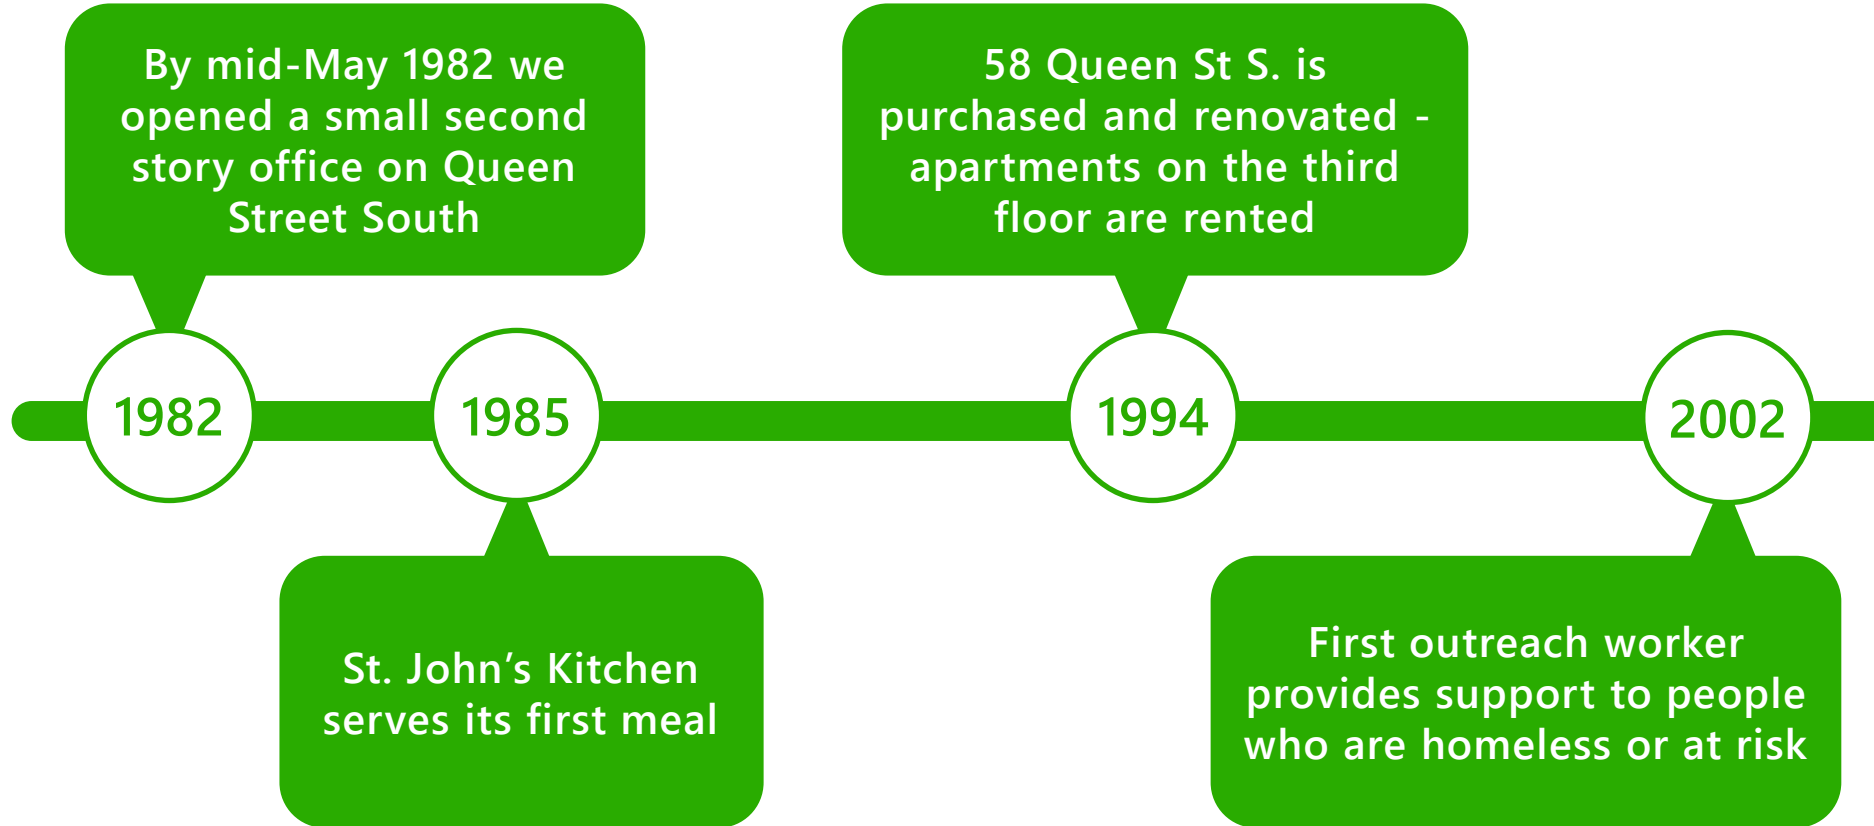 By mid-May 1982 we
opened a small second
story office on Queen
Street South
58 Queen St S. is
purchased and renovated -
apartments on the third
floor are rented
1982
1985
1994
2002
St. John’s Kitchen
serves its first meal
First outreach worker
provides support to people
who are homeless or at risk